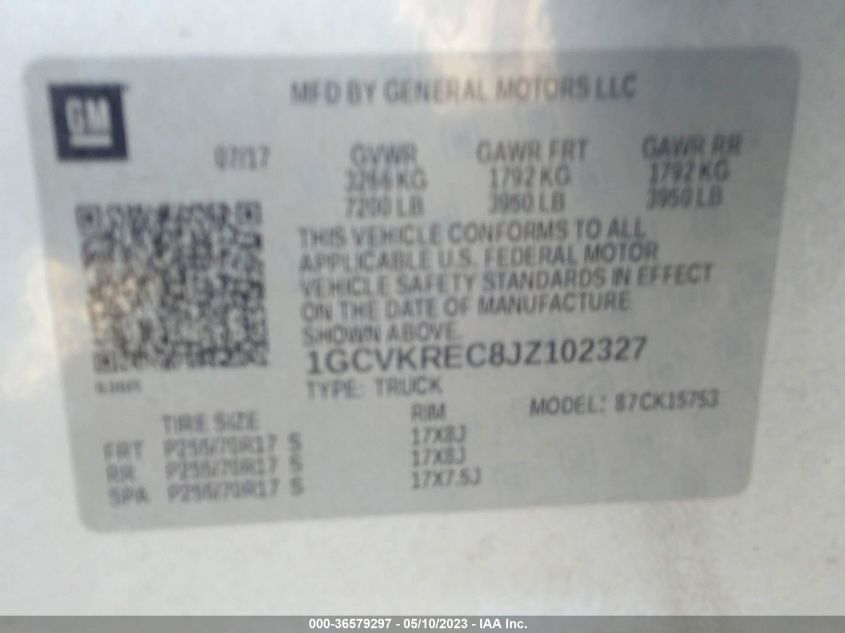 MFD BY GENERAL MOTORS LLC
GM
07/17 GVWR GAWR FRT GAWR RR
3266 KG 1792 KG 1792 KG
7200 LB 3950 LB 3950 LB
THIS VEHICLE CONFORMS TO ALL
APPLICABLE U.S. FEDERAL MOTOR
VEHICLE SAFETY STANDARDS IN EFFECT
ON THE DATE OF MANUFACTURE
SHOWN ABOVE.
1GCVKREC8JZ102327
TYPE: TRUCK
MODEL: 87CK15753
TIRE SIZE RIM
FRT P255/70R17 S 17X8J
RR P255/70R17 S 17X8J
SPA P255/70R17 S 17X7.5J
000-36579297 - 05/10/2023 - IAA Inc.